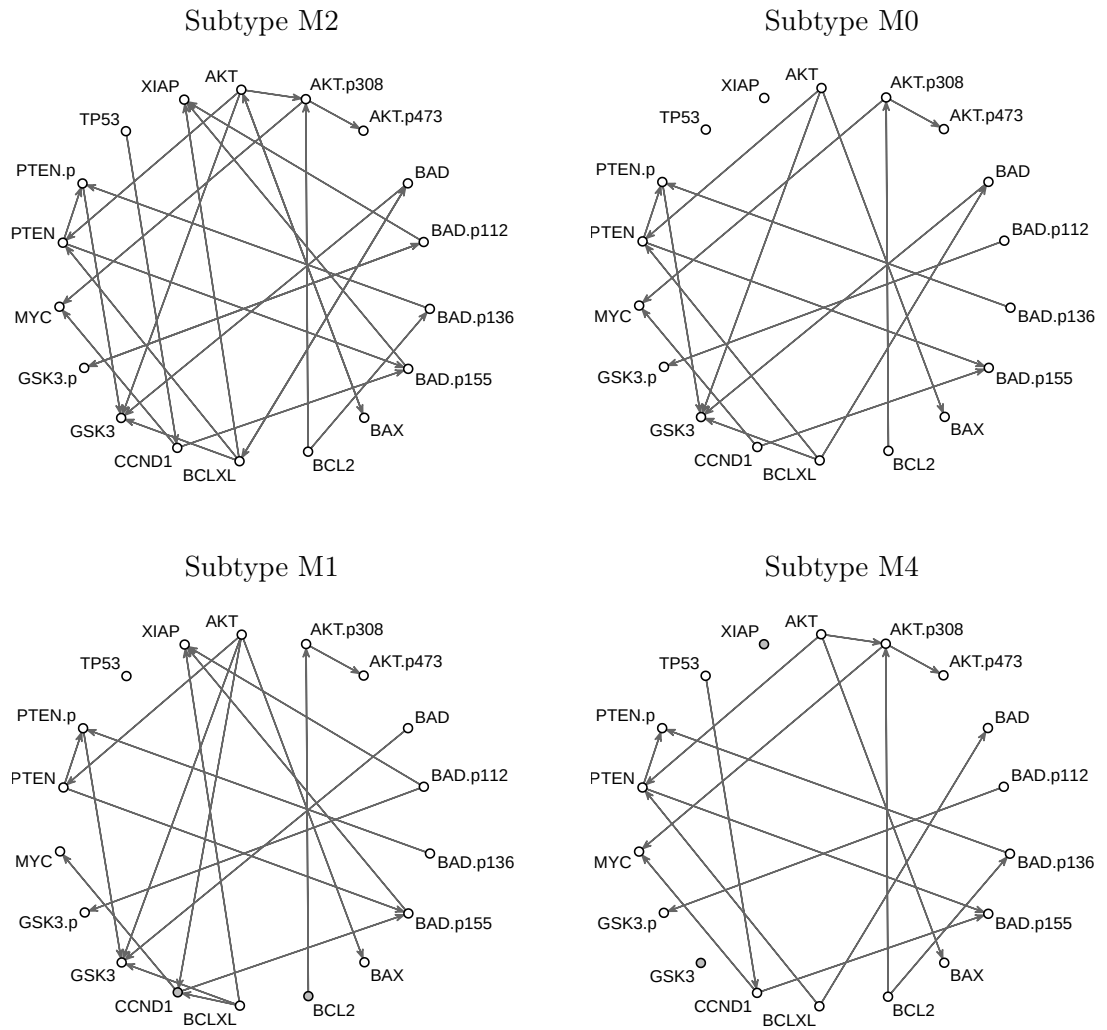 Subtype M2
AKT
AKT.p308
XIAP
AKT.p473
TP53
PTEN.p
BAD
PTEN
BAD.p112
MYC
BAD.p136
GSK3.p
BAD.p155
GSK3
BAX
CCND1
BCLXL
BCL2
Subtype M0
AKT
AKT.p308
XIAP
AKT.p473
TP53
PTEN.p
BAD
PTEN
BAD.p112
MYC
BAD.p136
GSK3.p
BAD.p155
GSK3
BAX
CCND1
BCLXL
BCL2
Subtype M1
AKT
AKT.p308
XIAP
AKT.p473
TP53
PTEN.p
BAD
PTEN
BAD.p112
MYC
BAD.p136
GSK3.p
BAD.p155
GSK3
BAX
CCND1
BCLXL
BCL2
Subtype M4
AKT
AKT.p308
XIAP
AKT.p473
TP53
PTEN.p
BAD
PTEN
BAD.p112
MYC
BAD.p136
GSK3.p
BAD.p155
GSK3
BAX
CCND1
BCLXL
BCL2